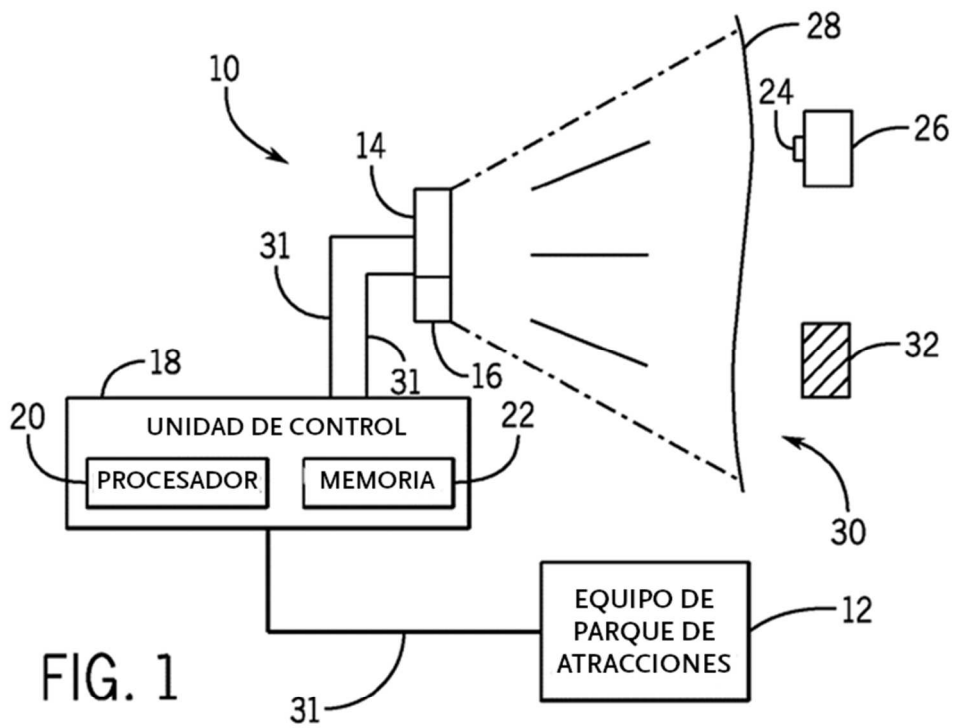 28
10
24
26
14
31
32
18
31
16
20
UNIDAD DE CONTROL
22
PROCESADOR
MEMORIA
30
EQUIPO DE
PARQUE DE
ATRACCIONES
12
FIG. 1
31